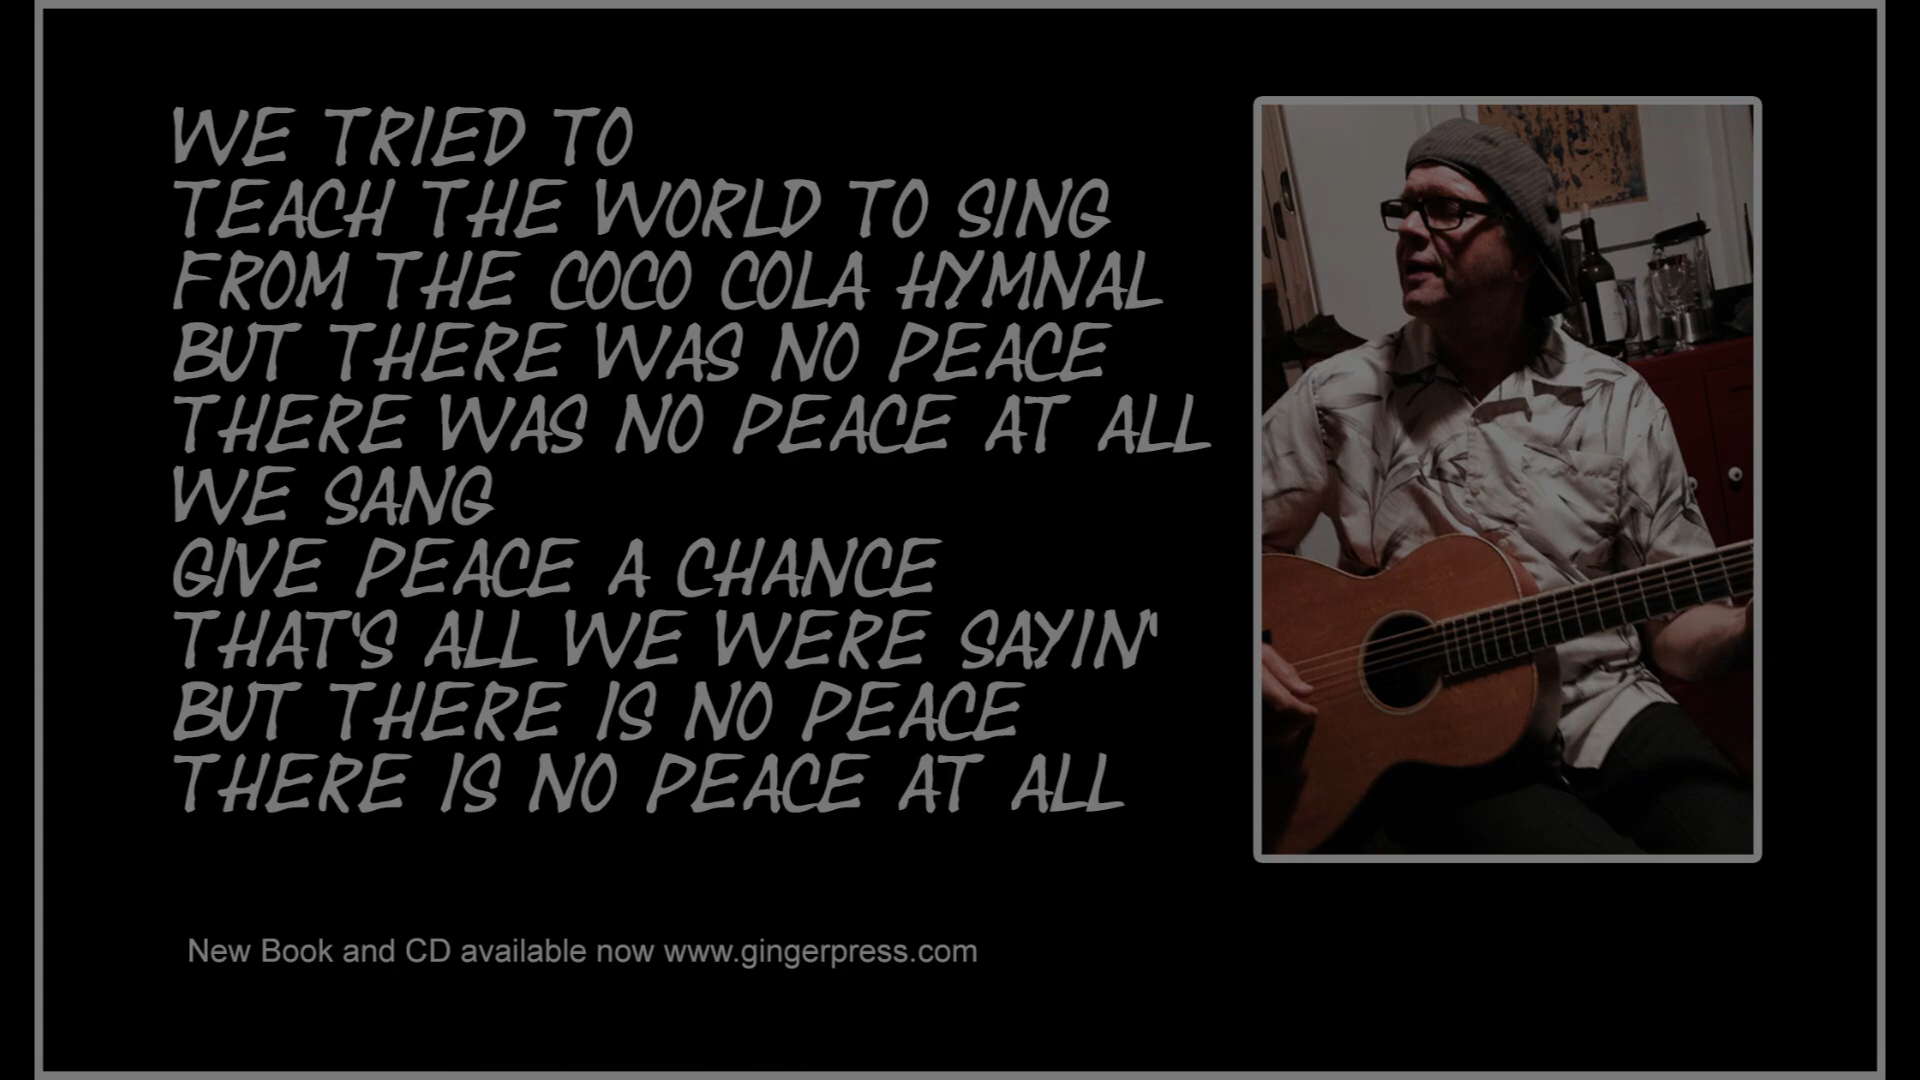 WE TRIED TO
TEACH THE WORLD TO SING
FROM THE COCO COLA HYMNAL
BUT THERE WAS NO PEACE
THERE WAS NO PEACE AT ALL
WE SANG
GIVE PEACE A CHANCE
THAT'S ALL WE WERE SAYIN'
BUT THERE IS NO PEACE
THERE IS NO PEACE AT ALL
New Book and CD available now www.gingerpress.com